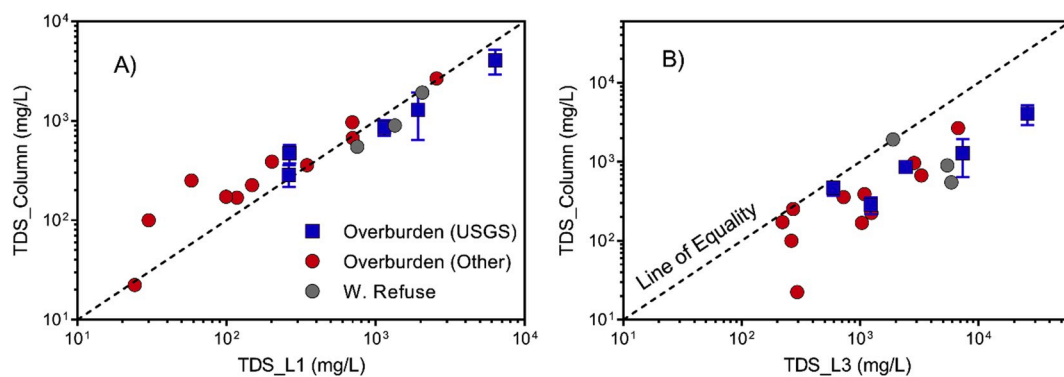 A)
TDS_Column (mg/L)
10⁴
10³
10²
10¹
Overburden (USGS)
Overburden (Other)
W. Refuse
10¹ 10² 10³ 10⁴
TDS_L1 (mg/L)
B)
TDS_Column (mg/L)
10⁴
10³
10²
10¹
Line of Equality
10¹ 10² 10³ 10⁴
TDS_L3 (mg/L)